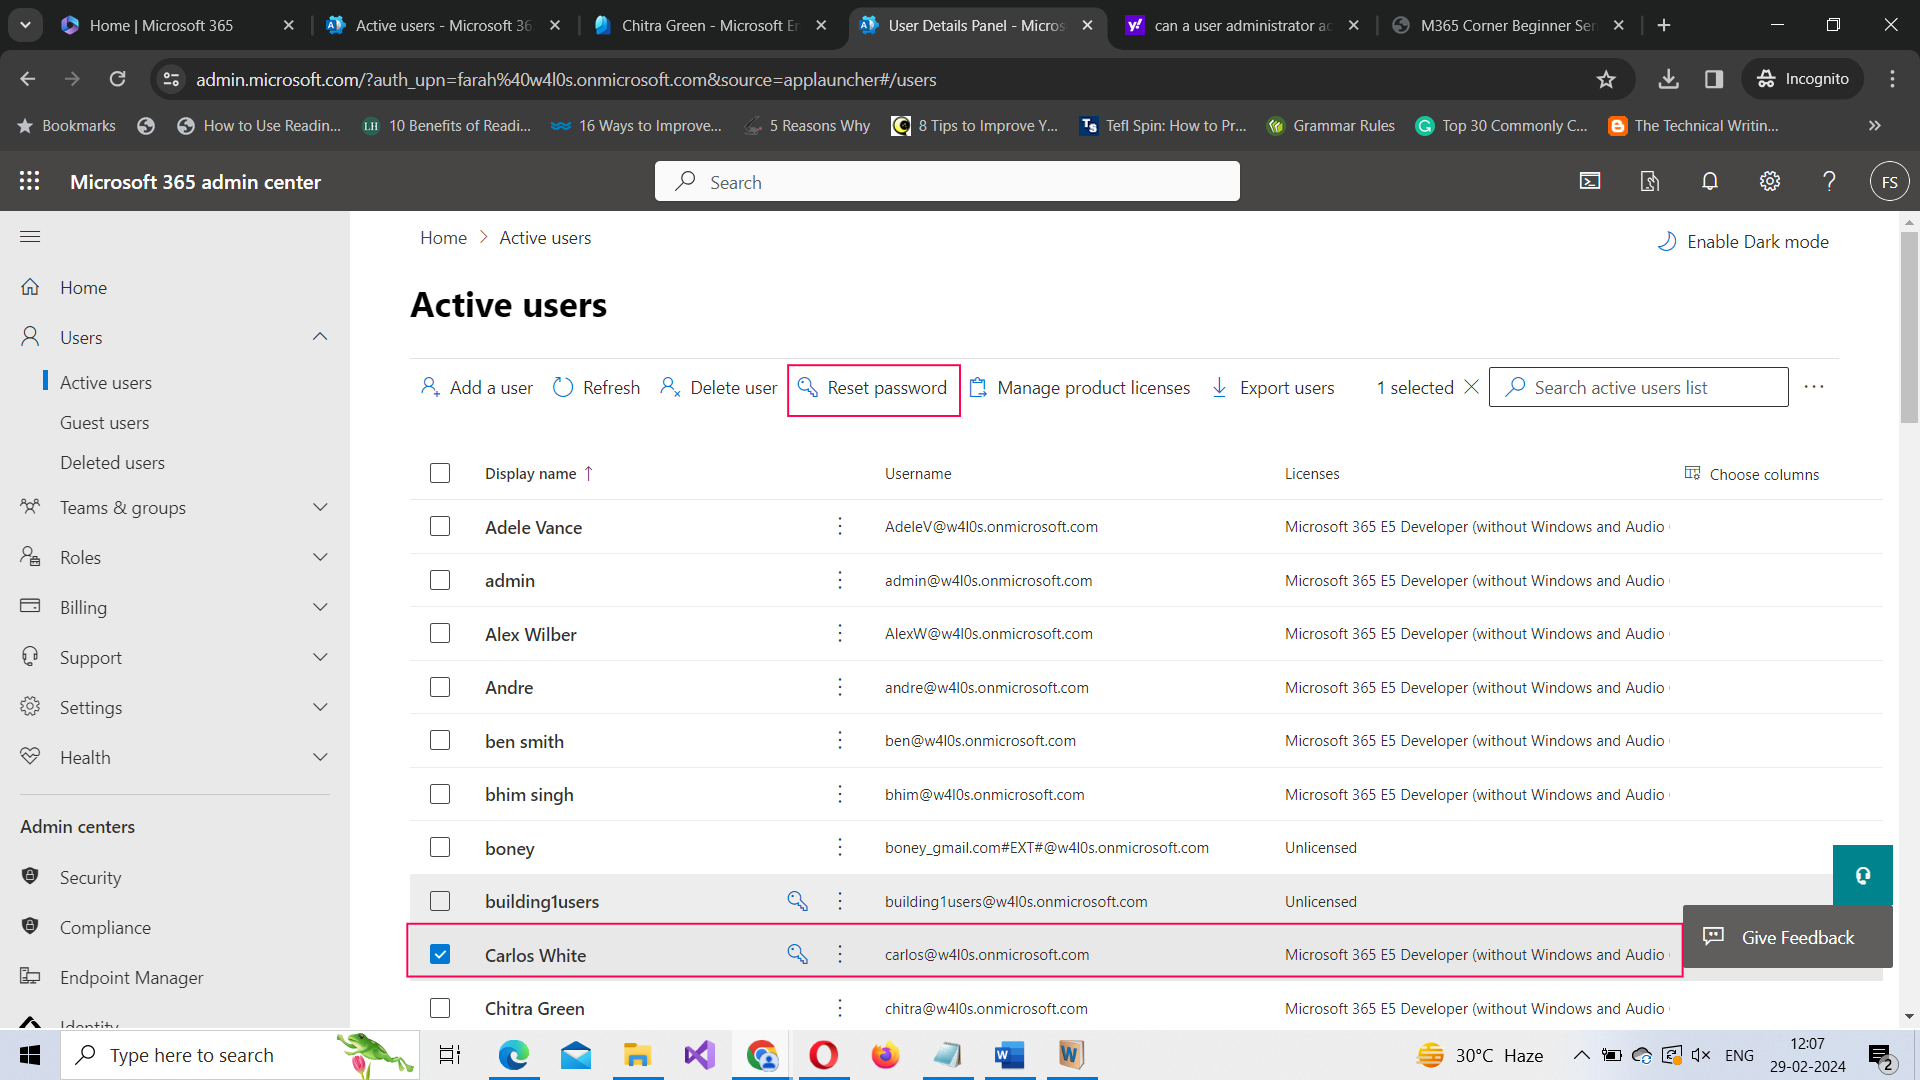 Home | Microsoft 365
Active users - Microsoft 36
Chitra Green - Microsoft En
User Details Panel - Micros
can a user administrator ac
M365 Corner Beginner Ser
admin.microsoft.com/?auth_upn=farah%40w4l0s.onmicrosoft.com&source=applauncher#/users
Incognito
Bookmarks
How to Use Readin...
LH
10 Benefits of Readi...
16 Ways to Improve...
5 Reasons Why
8 Tips to Improve Y...
Ts
Tefl Spin: How to Pr...
Grammar Rules
Top 30 Commonly C...
The Technical Writin...
Microsoft 365 admin center
Search
FS
Home > Active users
Enable Dark mode
Home
Users
Active users
Guest users
Deleted users
Teams & groups
Roles
Billing
Support
Settings
Health
Admin centers
Security
Compliance
Endpoint Manager
Identity
Active users
Add a user
Refresh
Delete user
Reset password
Manage product licenses
Export users
1 selected
Search active users list
Display name ↑
Username
Licenses
Choose columns
Adele Vance
AdeleV@w4l0s.onmicrosoft.com
Microsoft 365 E5 Developer (without Windows and Audio
admin
admin@w4l0s.onmicrosoft.com
Microsoft 365 E5 Developer (without Windows and Audio
Alex Wilber
AlexW@w4l0s.onmicrosoft.com
Microsoft 365 E5 Developer (without Windows and Audio
Andre
andre@w4l0s.onmicrosoft.com
Microsoft 365 E5 Developer (without Windows and Audio
ben smith
ben@w4l0s.onmicrosoft.com
Microsoft 365 E5 Developer (without Windows and Audio
bhim singh
bhim@w4l0s.onmicrosoft.com
Microsoft 365 E5 Developer (without Windows and Audio
boney
boney_gmail.com#EXT#@w4l0s.onmicrosoft.com
Unlicensed
building1users
building1users@w4l0s.onmicrosoft.com
Unlicensed
Carlos White
carlos@w4l0s.onmicrosoft.com
Microsoft 365 E5 Developer (without Windows and Audio
Give Feedback
Chitra Green
chitra@w4l0s.onmicrosoft.com
Microsoft 365 E5 Developer (without Windows and Audio
Type here to search
30°C Haze
ENG
12:07
29-02-2024
2